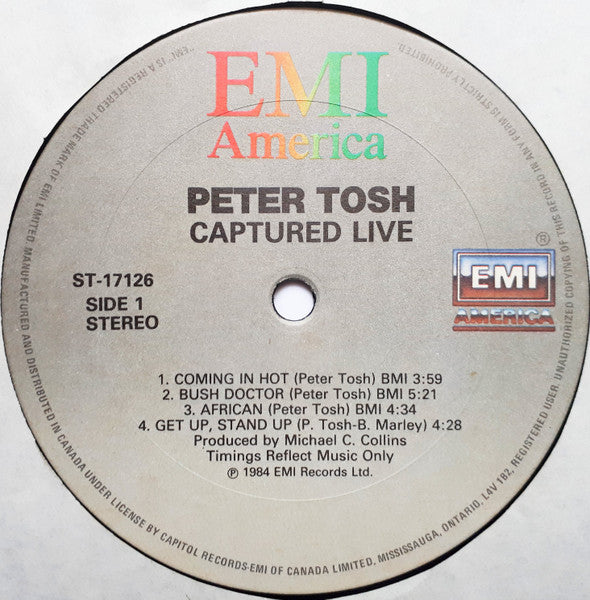 EMI
America
PETER TOSH
CAPTURED LIVE
ST-17126
SIDE 1
STEREO
®
EMI
AMERICA
1. COMING IN HOT (Peter Tosh) BMI 3:59
2. BUSH DOCTOR (Peter Tosh) BMI 5:21
3. AFRICAN (Peter Tosh) BMI 4:34
4. GET UP, STAND UP (P. Tosh-B. Marley) 4:28
Produced by Michael C. Collins
Timings Reflect Music Only
℗ 1984 EMI Records Ltd.
"EMI" IS A REGISTERED TRADE MARK OF EMI LIMITED. MANUFACTURED AND DISTRIBUTED IN CANADA UNDER LICENSE BY CAPITOL RECORDS-EMI OF CANADA LIMITED, MISSISSAUGA, ONTARIO, L4V 1B2, REGISTERED USER. UNAUTHORIZED COPYING OF THIS RECORD IN ANY FORM IS STRICTLY PROHIBITED.